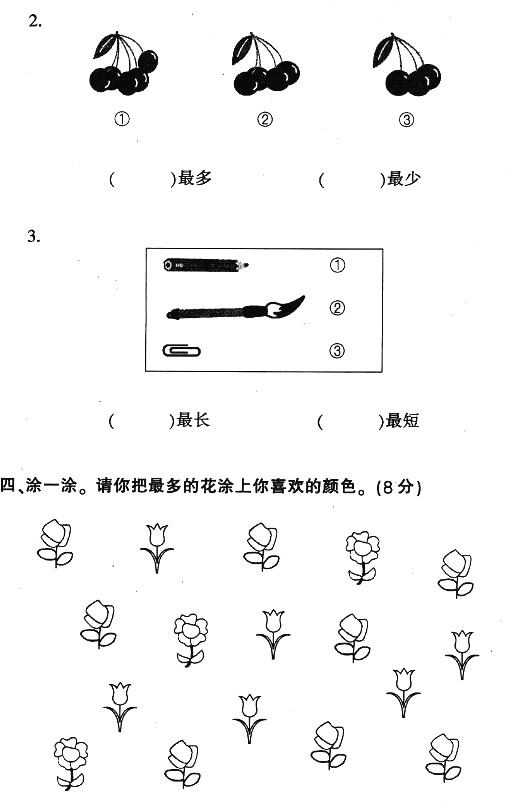 2.
① ② ③
( )最多 ( )最少
3.
①
②
③
( )最长 ( )最短
四、涂一涂。请你把最多的花涂上你喜欢的颜色。(8分)